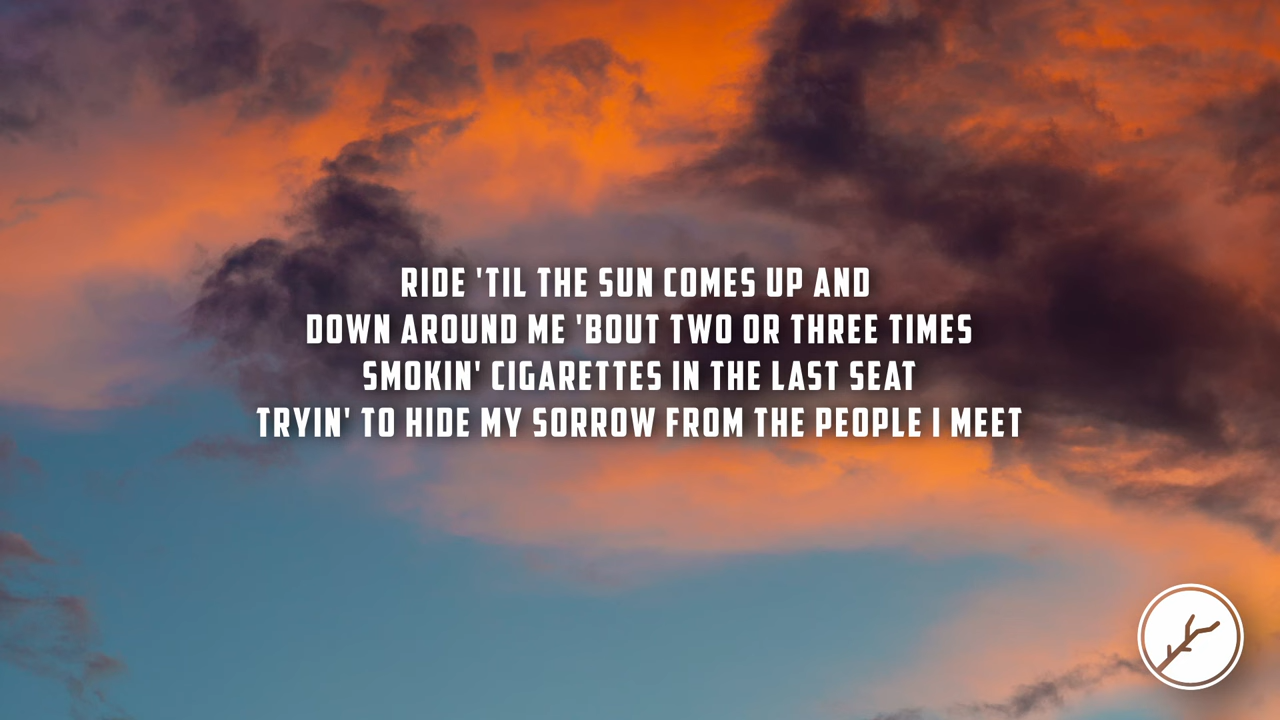 RIDE 'TIL THE SUN COMES UP AND
DOWN AROUND ME 'BOUT TWO OR THREE TIMES
SMOKIN' CIGARETTES IN THE LAST SEAT
TRYIN' TO HIDE MY SORROW FROM THE PEOPLE I MEET